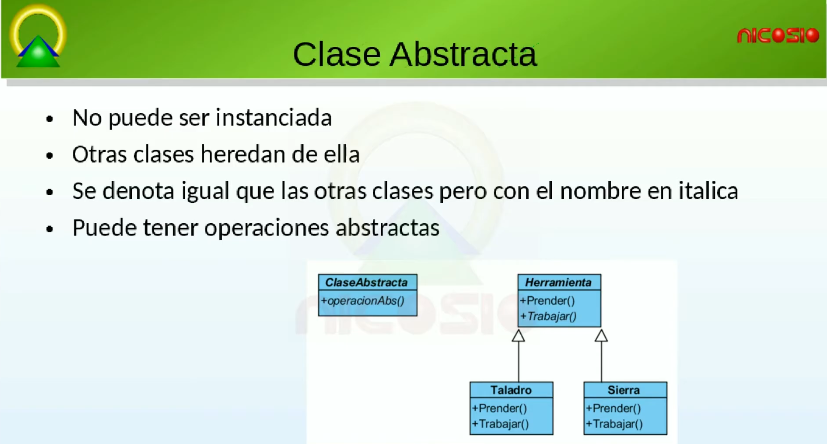 Clase Abstracta
NICOSIO
• No puede ser instanciada
• Otras clases heredan de ella
• Se denota igual que las otras clases pero con el nombre en italica
• Puede tener operaciones abstractas
NICOSIO
ClaseAbstracta
+operacionAbs()
Herramienta
+Prender()
+Trabajar()
Taladro
+Prender()
+Trabajar()
Sierra
+Prender()
+Trabajar()